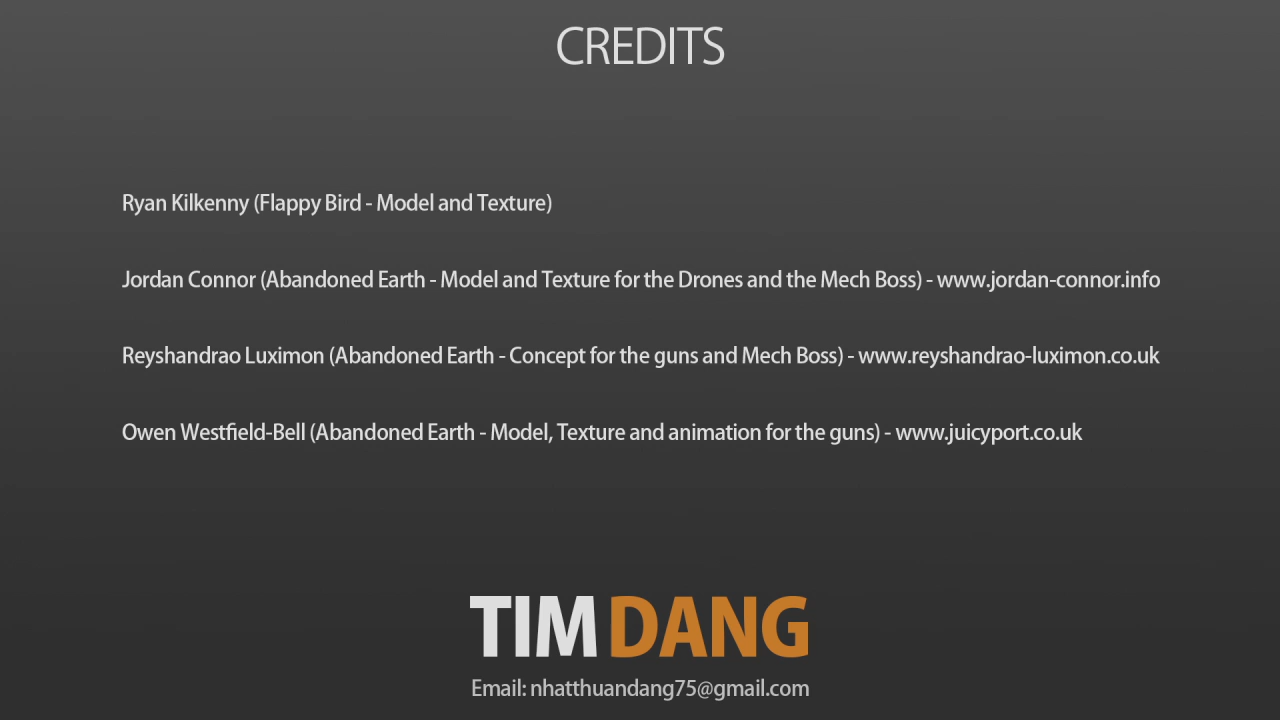 CREDITS
Ryan Kilkenny (Flappy Bird - Model and Texture)
Jordan Connor (Abandoned Earth - Model and Texture for the Drones and the Mech Boss) - www.jordan-connor.info
Reyshandrao Luximon (Abandoned Earth - Concept for the guns and Mech Boss) - www.reyshandrao-luximon.co.uk
Owen Westfield-Bell (Abandoned Earth - Model, Texture and animation for the guns) - www.juicyport.co.uk
TIM DANG
Email: nhatthuandang75@gmail.com